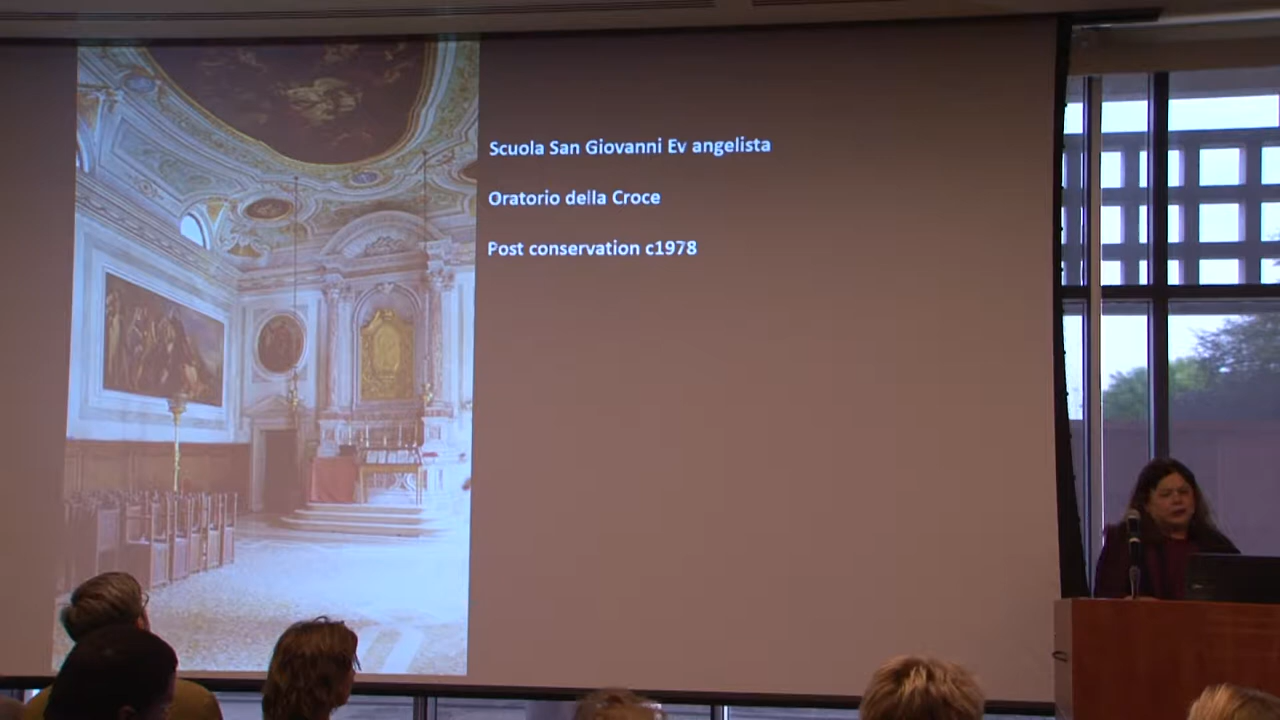 Scuola San Giovanni Ev angelista
Oratorio della Croce
Post conservation c1978